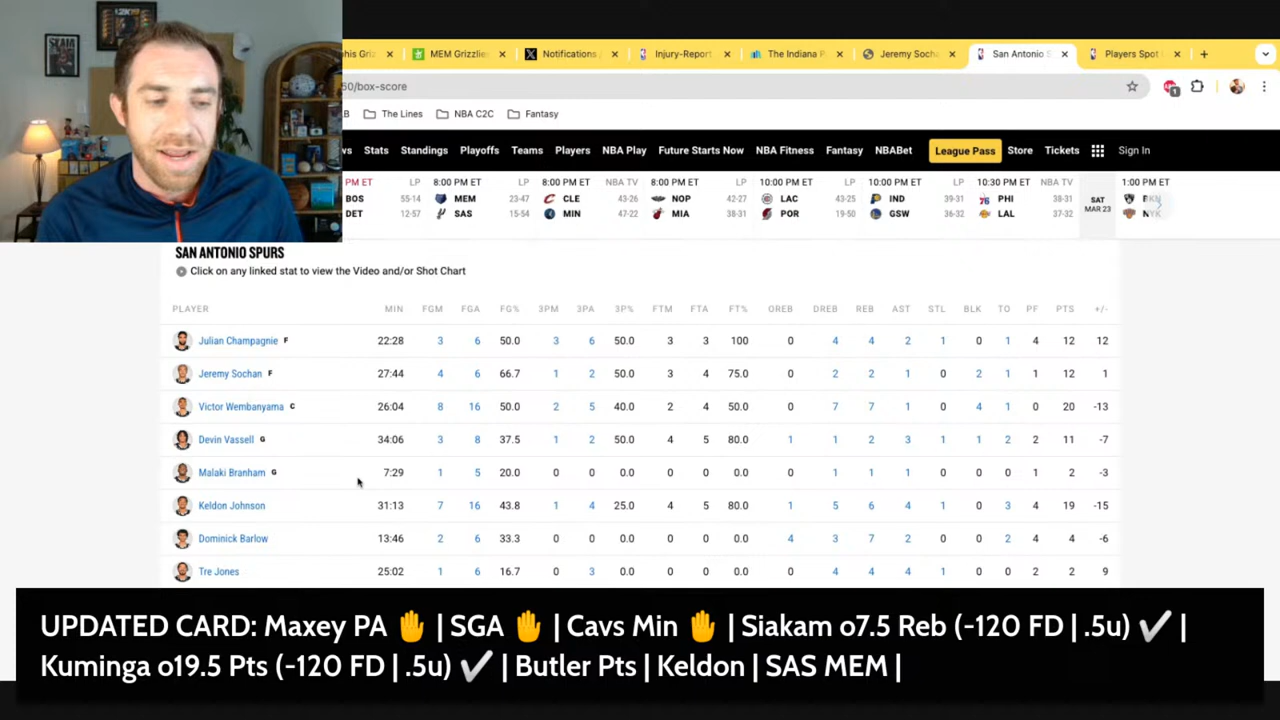 SKAM
phis Griz
MEM Grizzlies
Notifications
Injury-Report
The Indiana P
Jeremy Socha
San Antonio S
Players Spot
50/box-score
B
The Lines
NBA C2C
Fantasy
ws Stats Standings Playoffs Teams Players NBA Play Future Starts Now NBA Fitness Fantasy NBABet League Pass Store Tickets Sign In
PM ET LP 8:00 PM ET LP 8:00 PM ET NBA TV 8:00 PM ET LP 10:00 PM ET LP 10:00 PM ET LP 10:30 PM ET NBA TV 1:00 PM ET
BOS 55-14 MEM 23-47 CLE 43-26 NOP 42-27 LAC 43-25 IND 39-31 PHI 38-31 SAT BKN
DET 12-57 SAS 15-54 MIN 47-22 MIA 38-31 POR 19-50 GSW 36-32 LAL 37-32 MAR 23 NYK
SAN ANTONIO SPURS
Click on any linked stat to view the Video and/or Shot Chart
PLAYER MIN FGM FGA FG% 3PM 3PA 3P% FTM FTA FT% OREB DREB REB AST STL BLK TO PF PTS +/-
Julian Champagnie F 22:28 3 6 50.0 3 6 50.0 3 3 100 0 4 4 2 1 0 1 4 12 12
Jeremy Sochan F 27:44 4 6 66.7 1 2 50.0 3 4 75.0 0 2 2 1 0 2 1 1 12 1
Victor Wembanyama C 26:04 8 16 50.0 2 5 40.0 2 4 50.0 0 7 7 1 0 4 1 0 20 -13
Devin Vassell G 34:06 3 8 37.5 1 2 50.0 4 5 80.0 1 1 2 3 1 1 2 2 11 -7
Malaki Branham G 7:29 1 5 20.0 0 0 0.0 0 0 0.0 0 1 1 1 0 0 0 1 2 -3
Keldon Johnson 31:13 7 16 43.8 1 4 25.0 4 5 80.0 1 5 6 4 1 0 3 4 19 -15
Dominick Barlow 13:46 2 6 33.3 0 0 0.0 0 0 0.0 4 3 7 2 0 0 2 4 4 -6
Tre Jones 25:02 1 6 16.7 0 3 0.0 0 0 0.0 0 4 4 4 1 0 0 2 2 9
UPDATED CARD: Maxey PA ✋ | SGA ✋ | Cavs Min ✋ | Siakam o7.5 Reb (-120 FD | .5u) ✔ |
Kuminga o19.5 Pts (-120 FD | .5u) ✔ | Butler Pts | Keldon | SAS MEM |